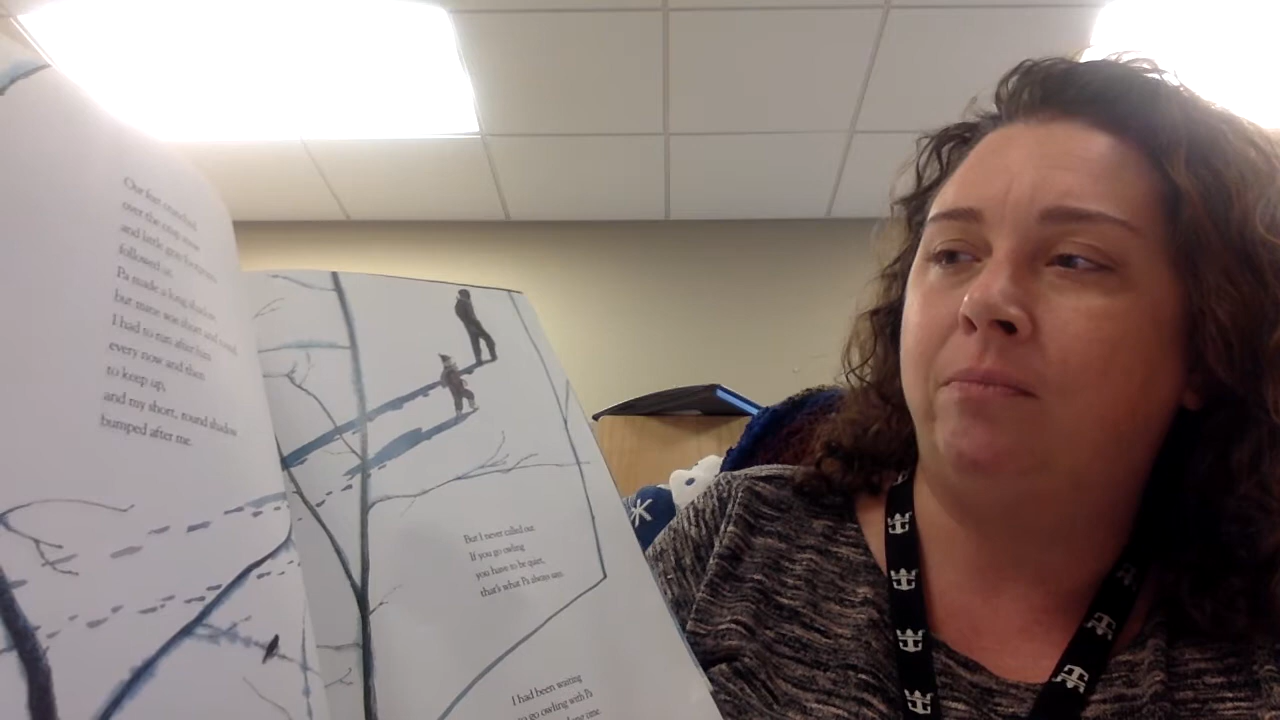 Our feet crunched
over the crisp snow
and little gray footprints
followed us.
Pa made a long shadow,
but mine was short and round.
I had to run after him
every now and then
to keep up,
and my short, round shadow
bumped after me.
But I never called out.
If you go owling
you have to be quiet,
that's what Pa always says.
I had been waiting
to go owling with Pa
long time.